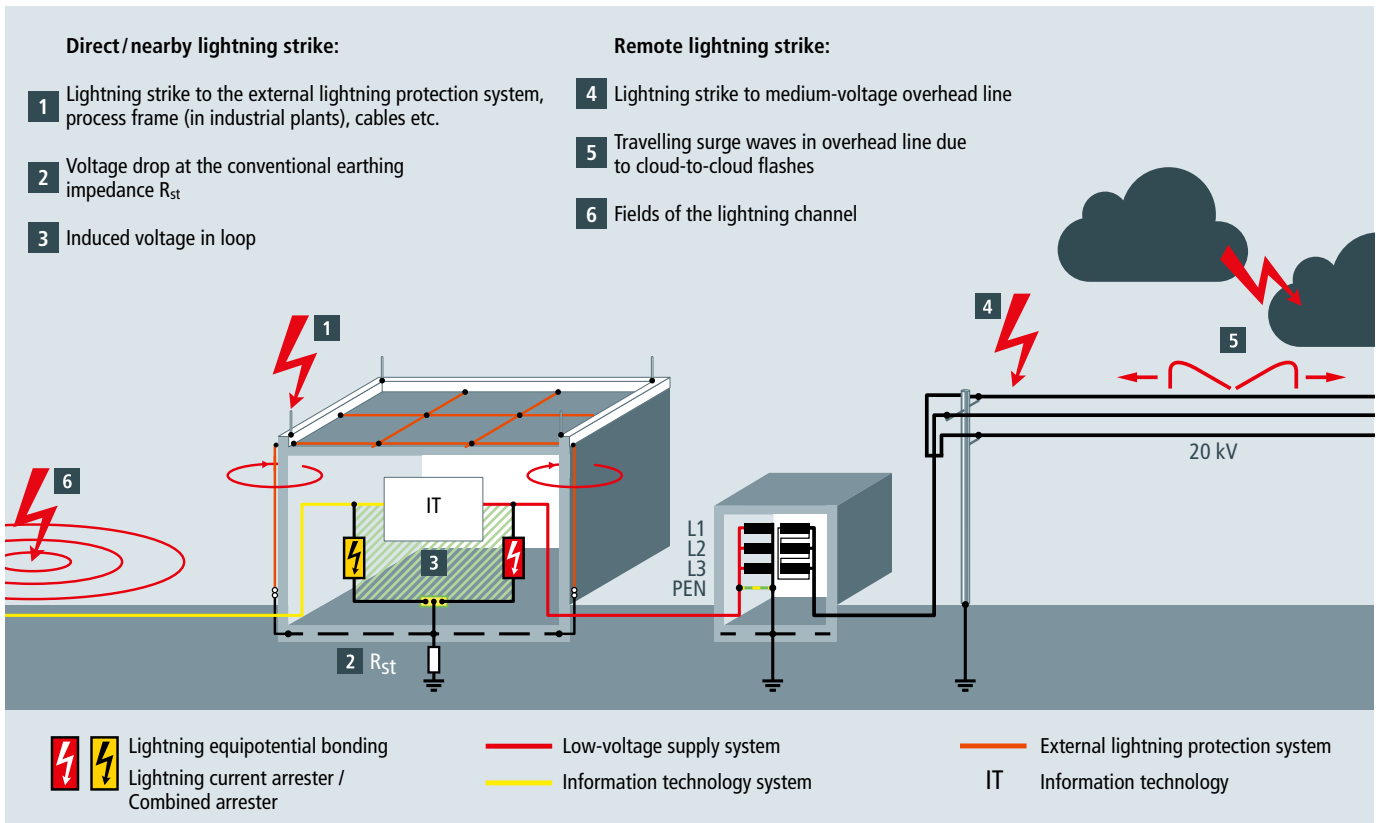 Direct/nearby lightning strike:
1 Lightning strike to the external lightning protection system,
process frame (in industrial plants), cables etc.
2 Voltage drop at the conventional earthing
impedance Rst
3 Induced voltage in loop
Remote lightning strike:
4 Lightning strike to medium-voltage overhead line
5 Travelling surge waves in overhead line due
to cloud-to-cloud flashes
6 Fields of the lightning channel
1
4
5
20 kV
6
IT
3
L1
L2
L3
PEN
2 Rst
Lightning equipotential bonding
Lightning current arrester /
Combined arrester
Low-voltage supply system
Information technology system
External lightning protection system
IT Information technology